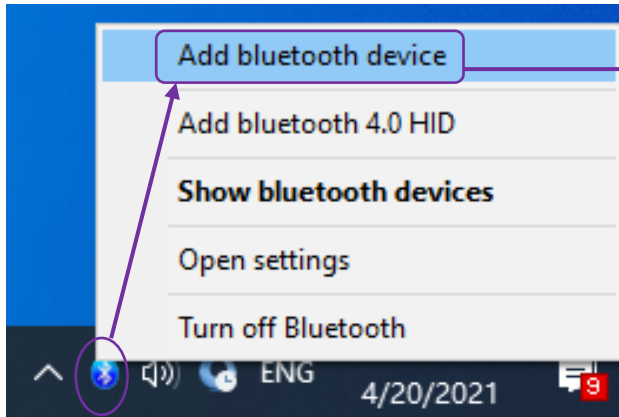 Add bluetooth device
Add bluetooth 4.0 HID
Show bluetooth devices
Open settings
Turn off Bluetooth
ENG
4/20/2021
9